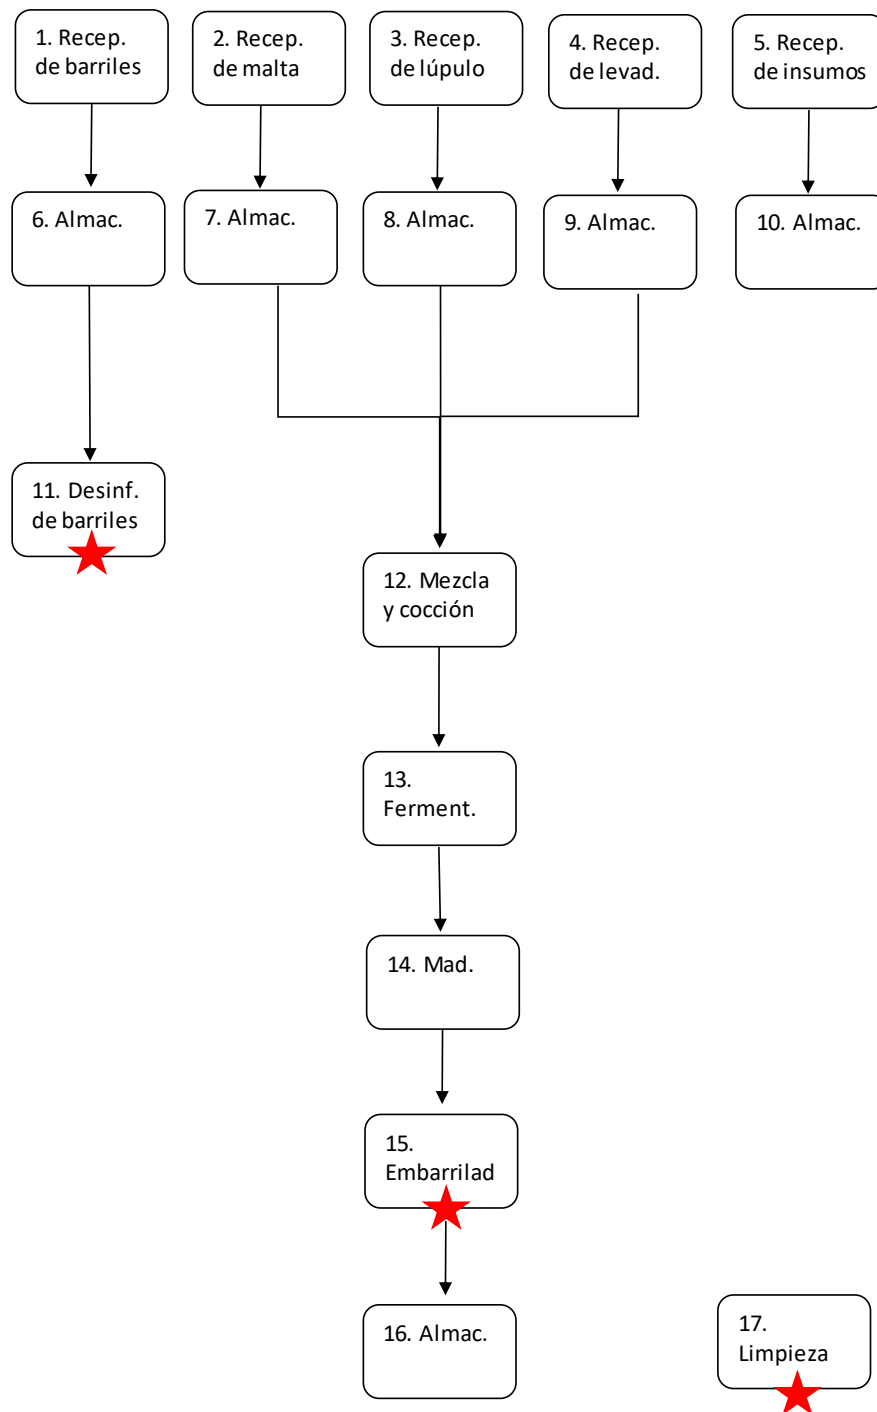 1. Recep.
de barriles
2. Recep.
de malta
3. Recep.
de lúpulo
4. Recep.
de levad.
5. Recep.
de insumos
6. Almac.
7. Almac.
8. Almac.
9. Almac.
10. Almac.
11. Desinf.
de barriles
12. Mezcla
y cocción
13.
Ferment.
14. Mad.
15.
Embarrilad
16. Almac.
17.
Limpieza